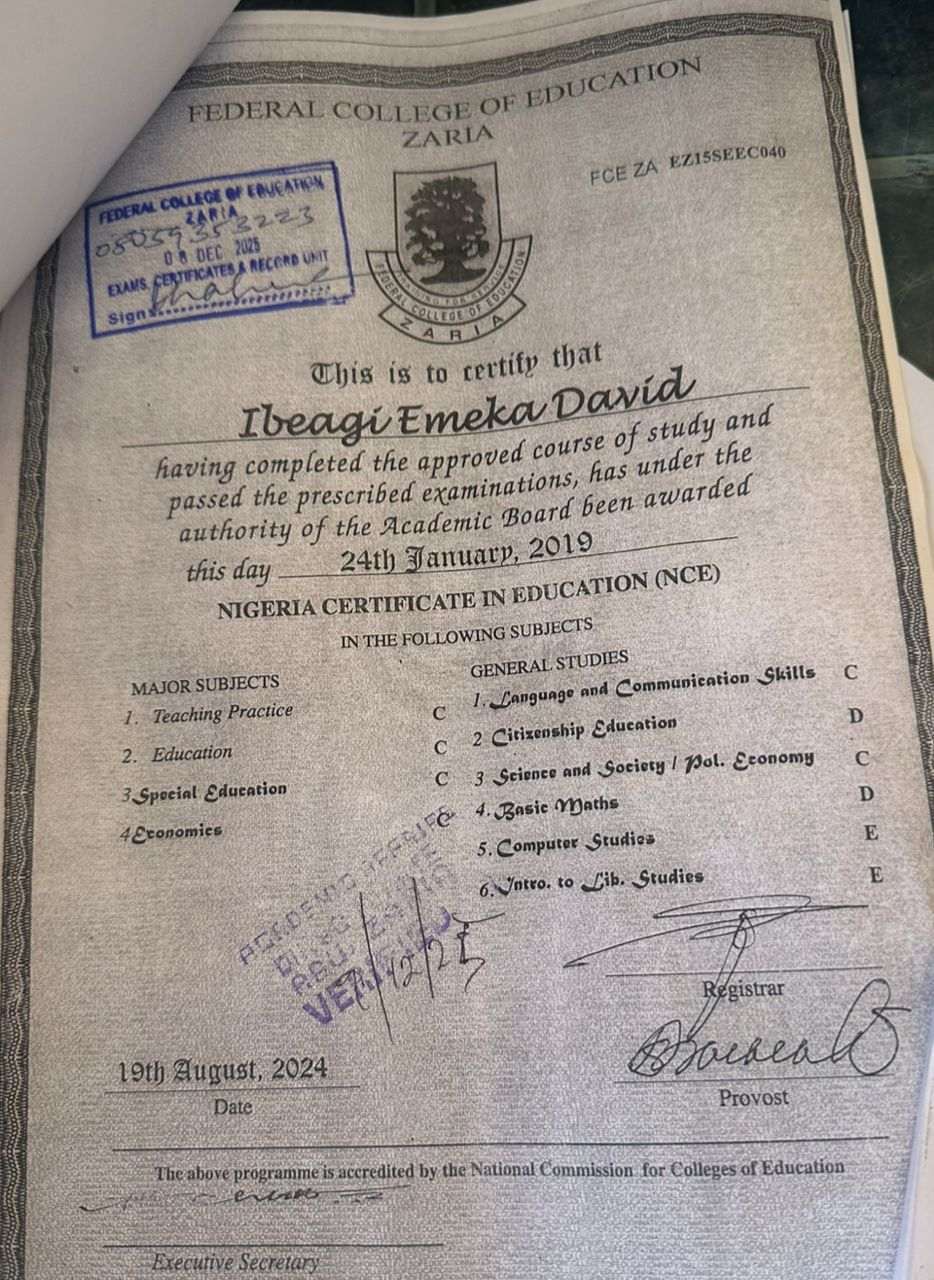 FEDERAL COLLEGE OF EDUCATION
ZARIA
FCE ZA EZ15SEEC040
FEDERAL COLLEGE OF EDUCATION
ZARIA
08059353223
08 DEC 2025
EXAMS. CERTIFICATES & RECORD UNIT
Sign
FEDERAL COLLEGE OF EDUCATION
ZARIA
This is to certify that
Ibeagi Emeka David
having completed the approved course of study and
passed the prescribed examinations, has under the
authority of the Academic Board been awarded
this day 24th January, 2019
NIGERIA CERTIFICATE IN EDUCATION (NCE)
IN THE FOLLOWING SUBJECTS
MAJOR SUBJECTS
1. Teaching Practice C
2. Education C
3 Special Education C
4 Economics C
GENERAL STUDIES
1. Language and Communication Skills C
2 Citizenship Education D
3 Science and Society / Pol. Economy C
4. Basic Maths D
5. Computer Studies E
6. Intro. to Lib. Studies E
ACADEMIC OFFICE
VERIFIED
Registrar
19th August, 2024
Date
Provost
The above programme is accredited by the National Commission for Colleges of Education
Executive Secretary